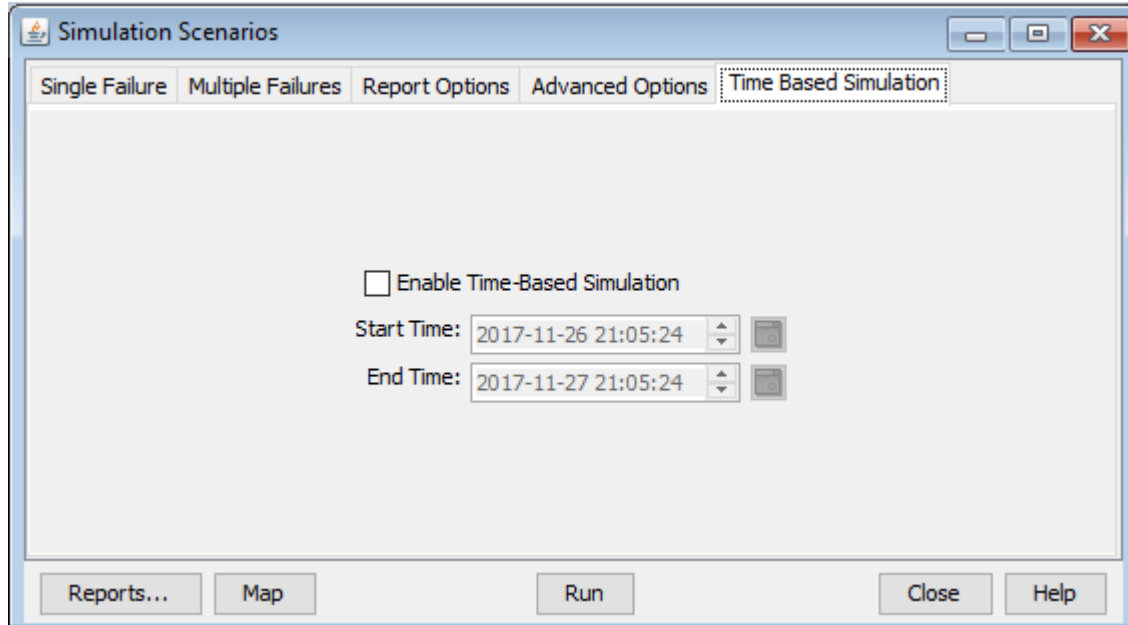 Simulation Scenarios
Single Failure Multiple Failures Report Options Advanced Options Time Based Simulation
Enable Time-Based Simulation
Start Time: 2017-11-26 21:05:24
End Time: 2017-11-27 21:05:24
Reports... Map Run Close Help